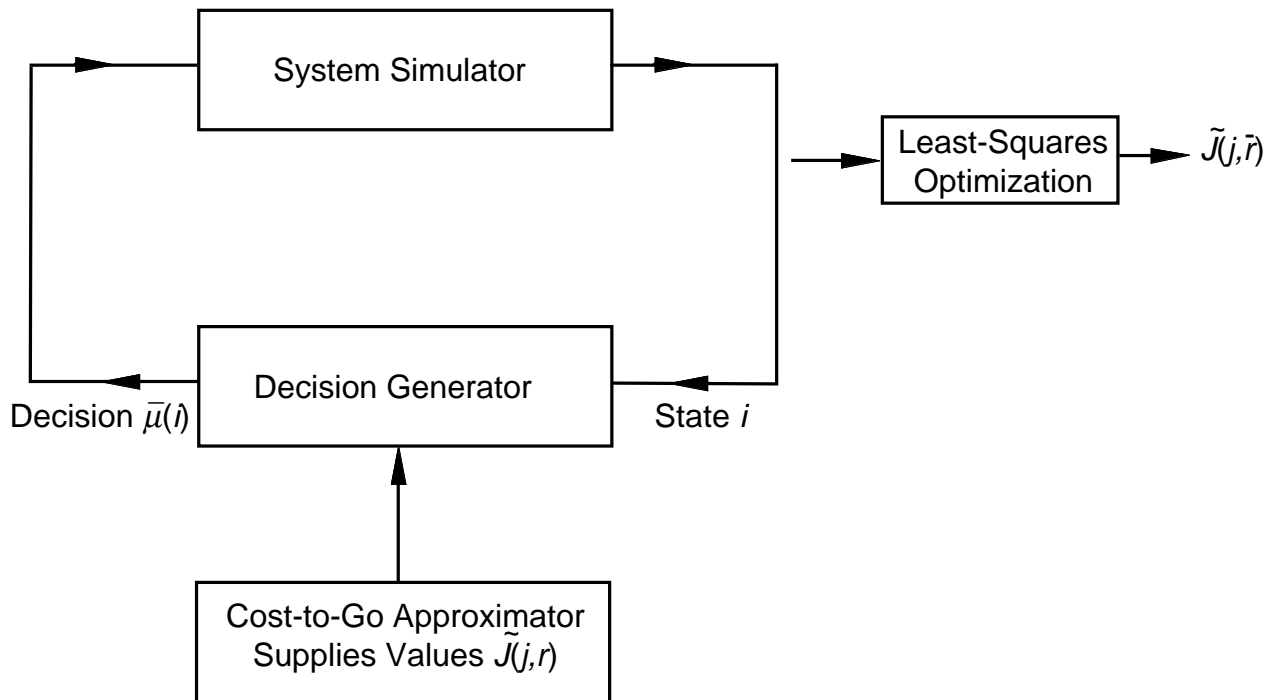 System Simulator
Least-Squares
Optimization
J̃(j,r̄)
Decision Generator
Decision μ̄(i)
State i
Cost-to-Go Approximator
Supplies Values J̃(j,r)